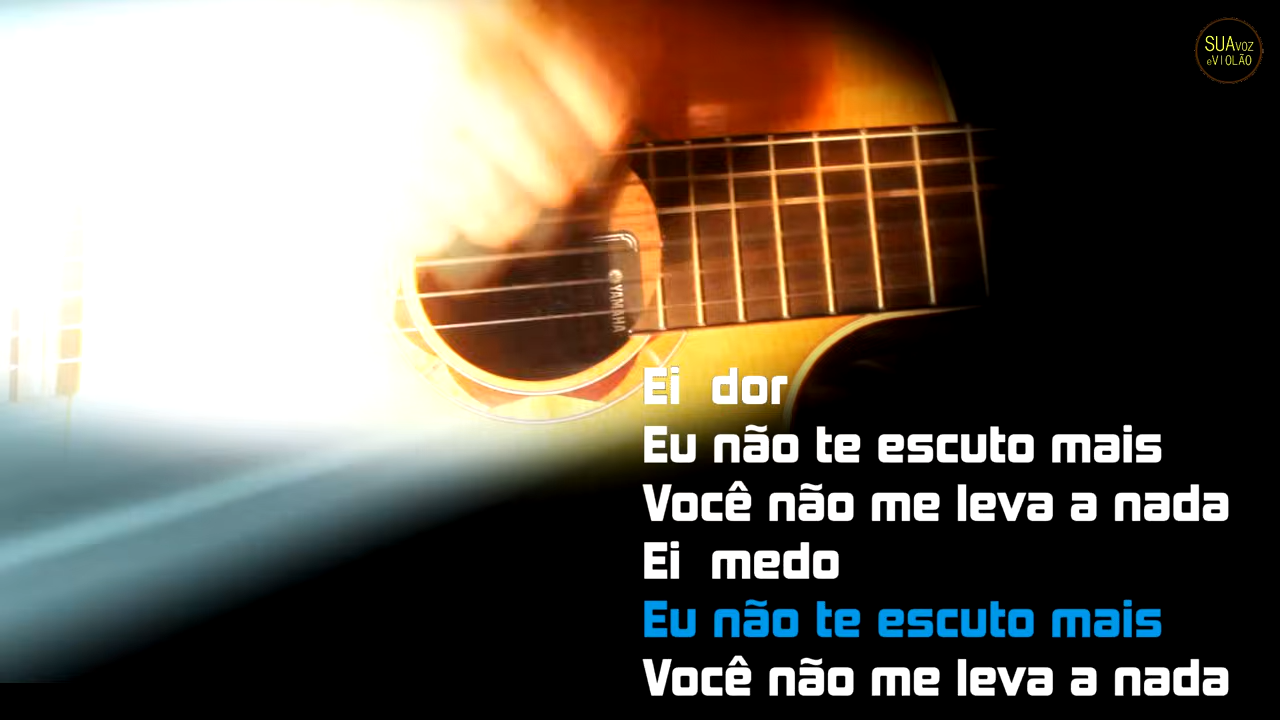 SUAVOZ
eVIOLÃO
YAMAHA
Ei dor
Eu não te escuto mais
Você não me leva a nada
Ei medo
Eu não te escuto mais
Você não me leva a nada